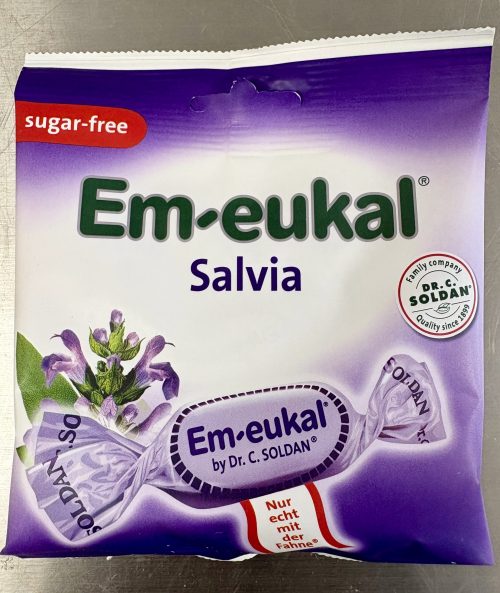 sugar-free
Em-eukal®
Salvia
Family company
DR. C.
SOLDAN®
Quality since 1899
SOLDAN
Em-eukal®
by Dr. C. SOLDAN®
SOLDAN, SO
Nur
echt
mit
der
Fahne®